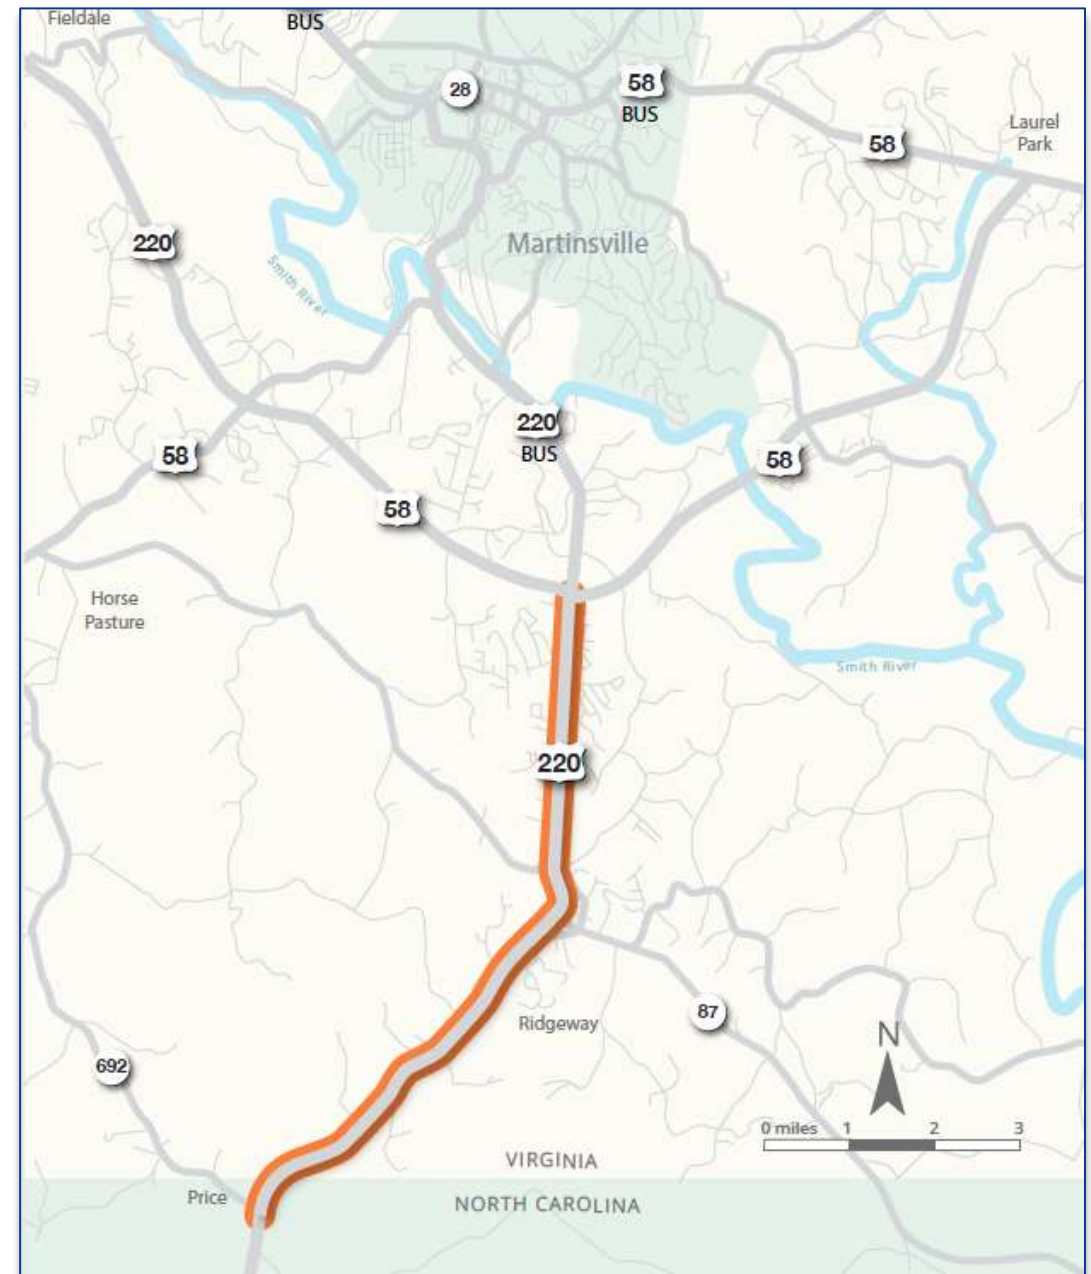 Fieldale
BUS
28
58
BUS
58
Laurel
Park
220
Martinsville
Smith River
220
BUS
58
58
58
Horse
Pasture
Smith River
220
Ridgeway
87
692
N
0 miles 1 2 3
VIRGINIA
Price
NORTH CAROLINA